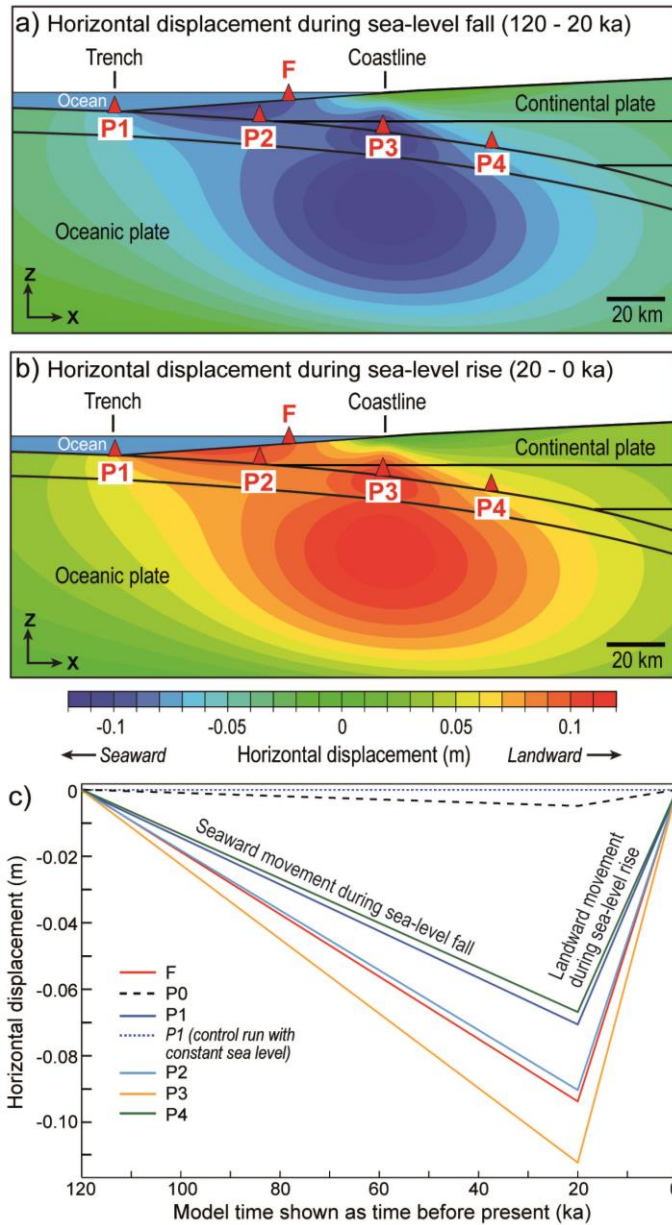 a) Horizontal displacement during sea-level fall (120 - 20 ka)
Trench
F
Coastline
Ocean
Continental plate
P1
P2
P3
P4
Oceanic plate
Z
X
20 km
b) Horizontal displacement during sea-level rise (20 - 0 ka)
Trench
F
Coastline
Ocean
Continental plate
P1
P2
P3
P4
Oceanic plate
Z
X
20 km
-0.1 -0.05 0 0.05 0.1
Seaward Horizontal displacement (m) Landward
c)
0
-0.02
-0.04
-0.06
-0.08
-0.10
Horizontal displacement (m)
Seaward movement during sea-level fall
Landward movement
during sea-level rise
F
P0
P1
P1 (control run with
constant sea level)
P2
P3
P4
120 100 80 60 40 20 0
Model time shown as time before present (ka)